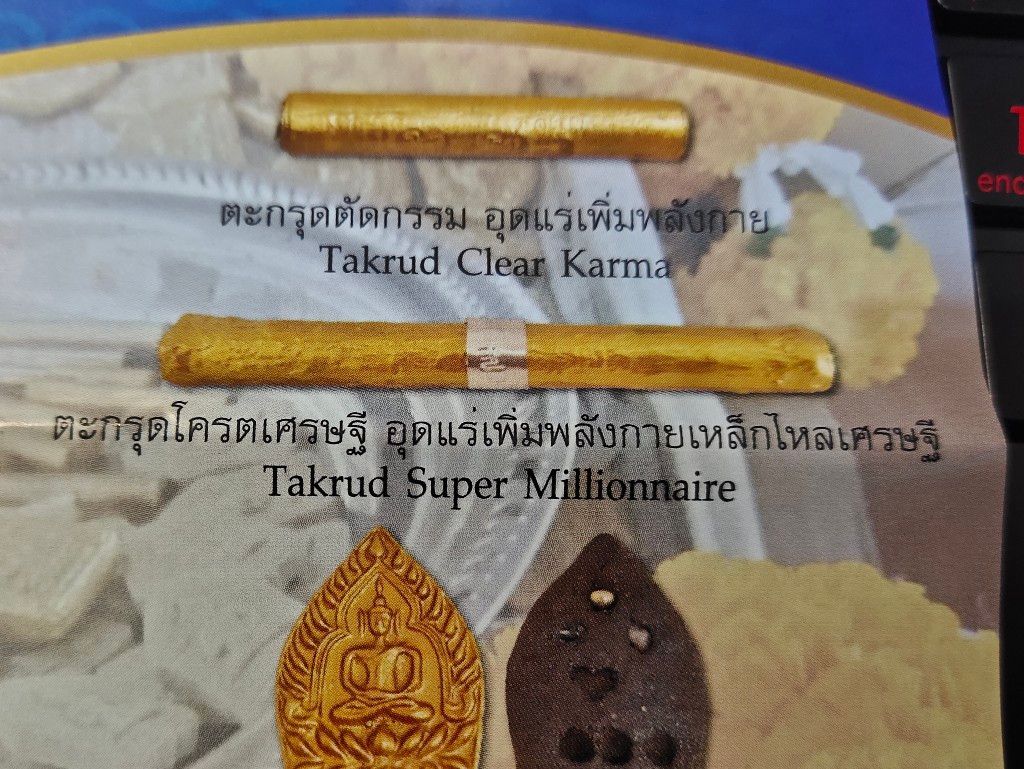 ตะกรุดตัดกรรม อุดแร่เพิ่มพลังกาย
Takrud Clear Karma
ตะกรุดโครตเศรษฐี อุดแร่เพิ่มพลังกายเหล็กไหลเศรษฐี
Takrud Super Millionnaire